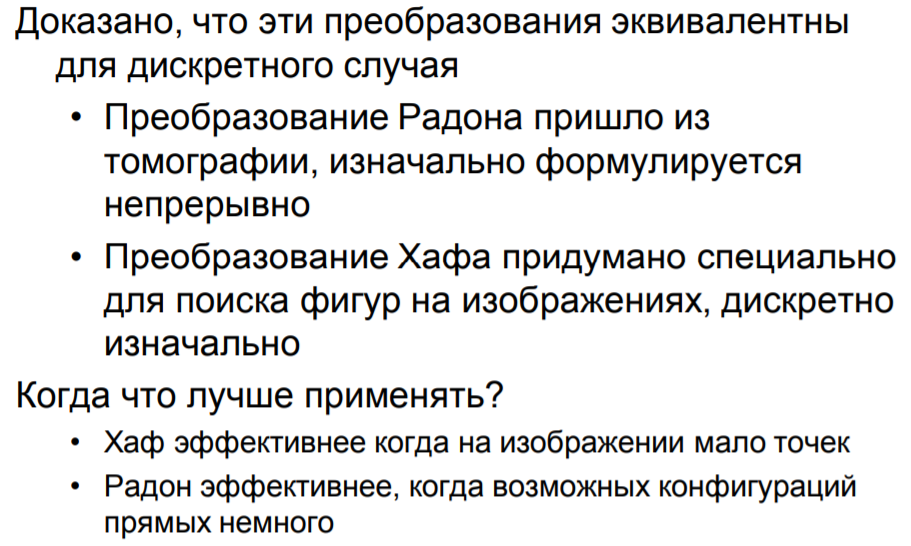 Доказано, что эти преобразования эквивалентны
для дискретного случая
• Преобразование Радона пришло из
томографии, изначально формулируется
непрерывно
• Преобразование Хафа придумано специально
для поиска фигур на изображениях, дискретно
изначально
Когда что лучше применять?
• Хаф эффективнее когда на изображении мало точек
• Радон эффективнее, когда возможных конфигураций
прямых немного